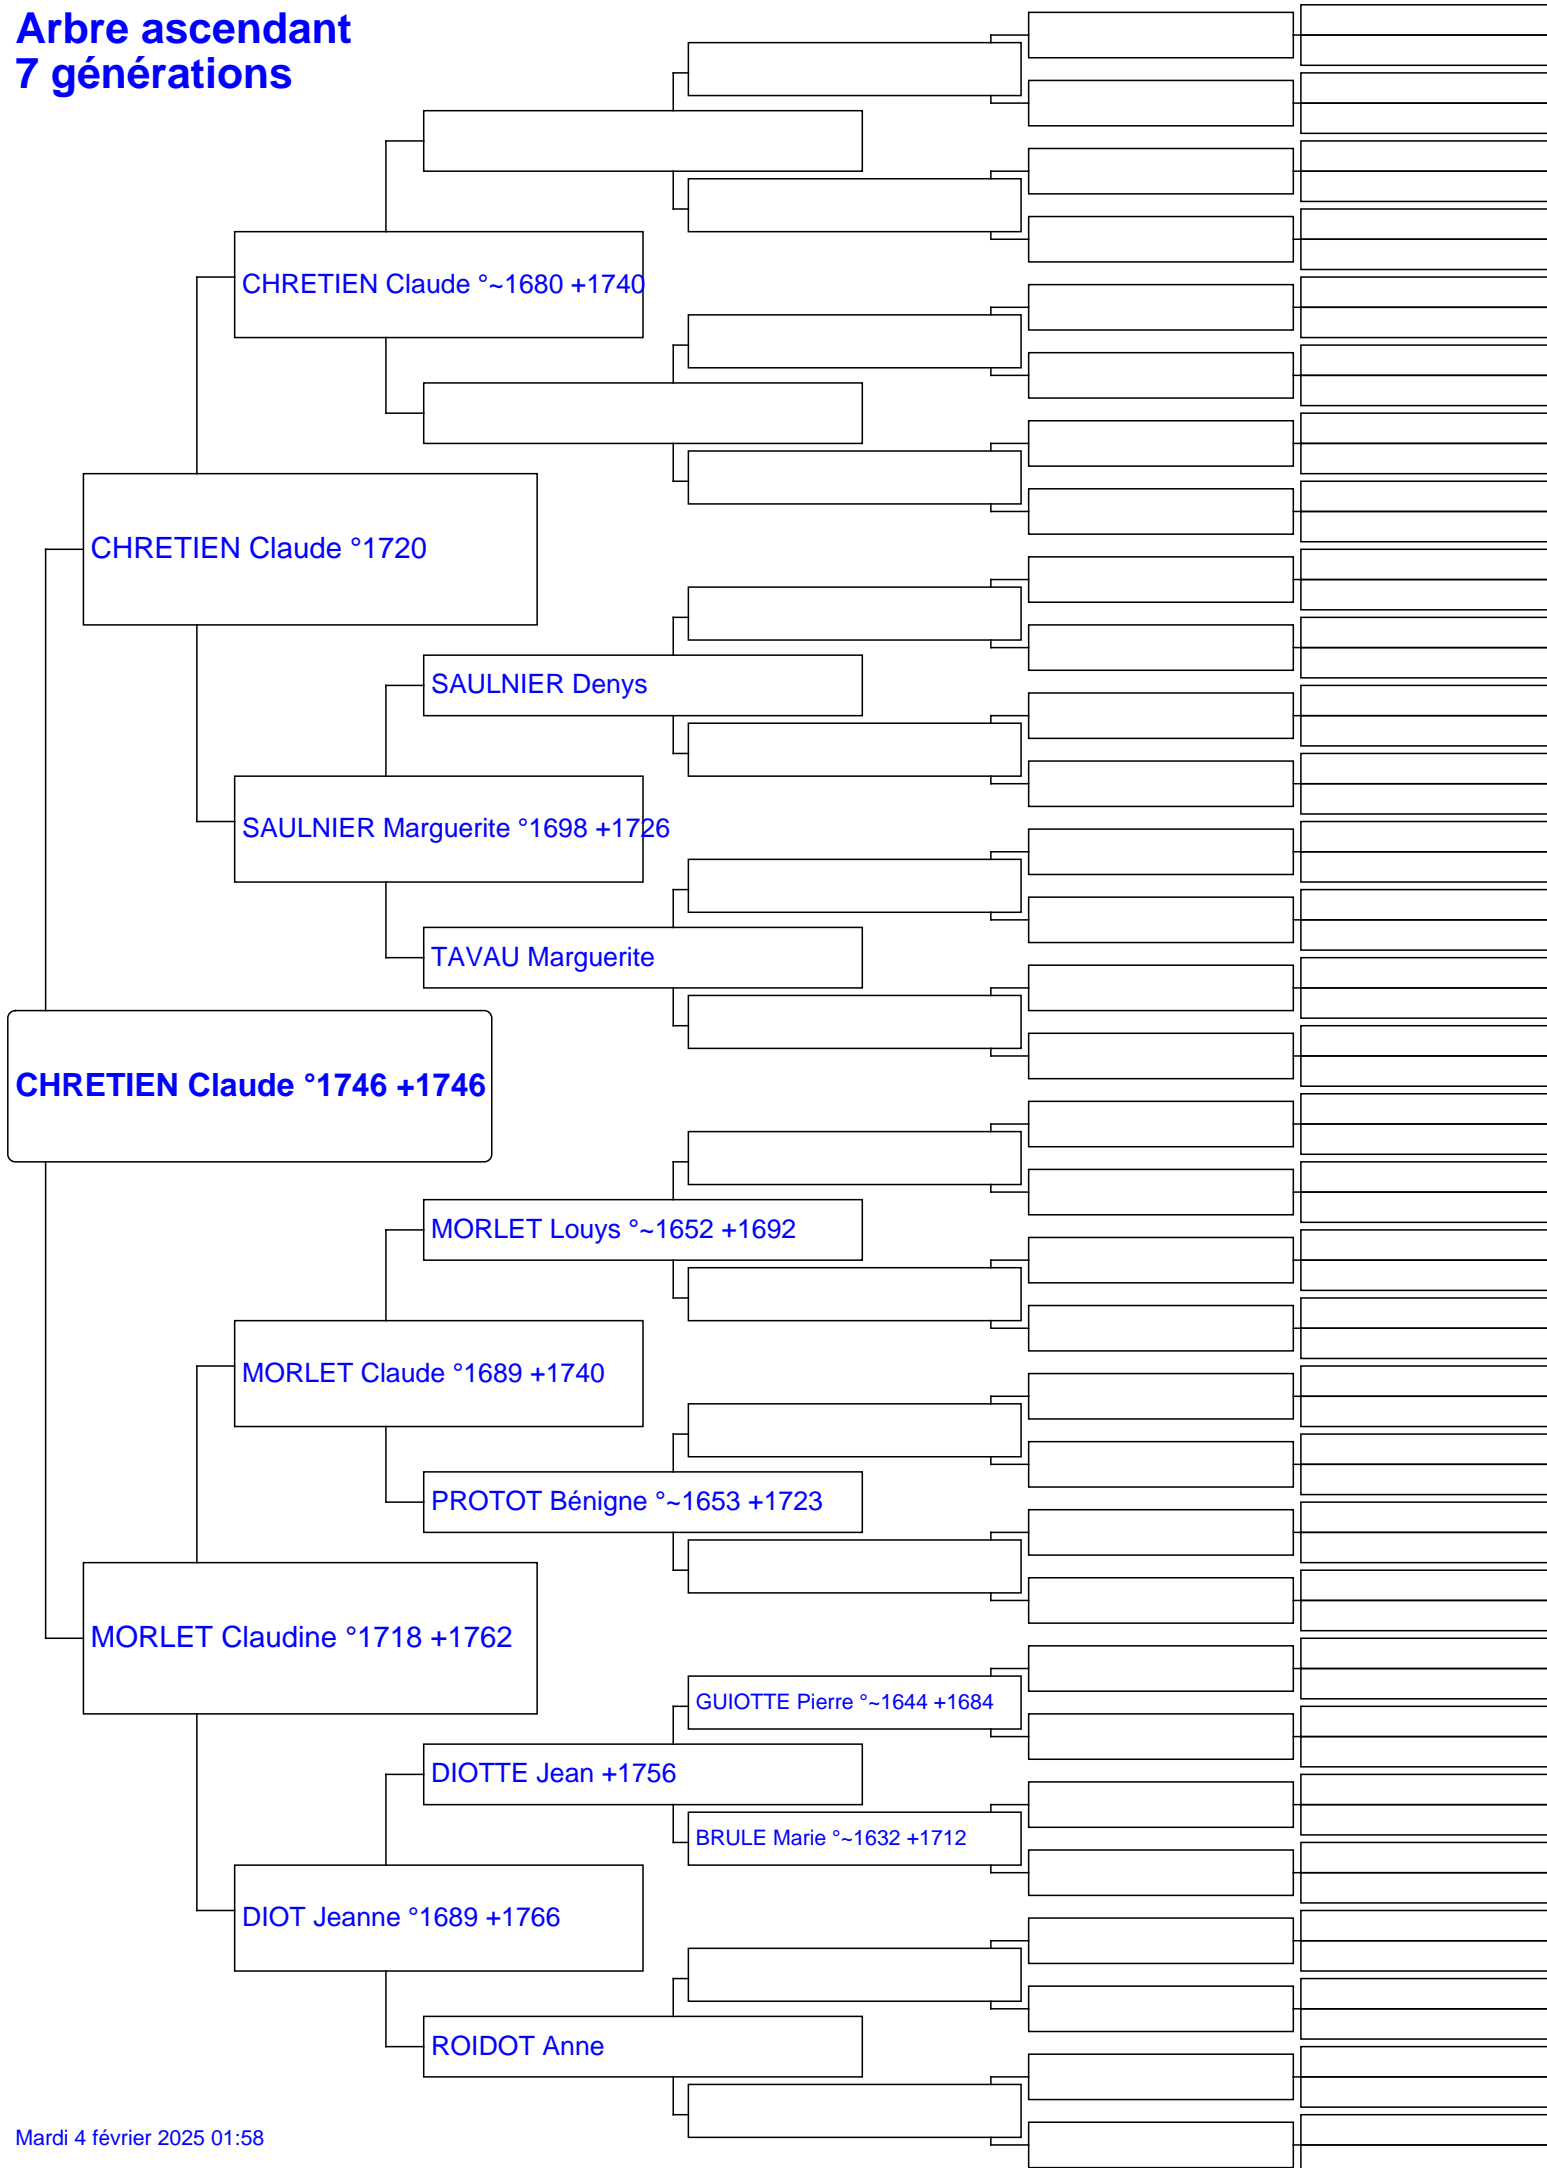 Arbre ascendant
7 générations
CHRETIEN Claude °~1680 +1740
CHRETIEN Claude °1720
SAULNIER Denys
SAULNIER Marguerite °1698 +1726
TAVAU Marguerite
CHRETIEN Claude °1746 +1746
MORLET Louys °~1652 +1692
MORLET Claude °1689 +1740
PROTOT Bénigne °~1653 +1723
MORLET Claudine °1718 +1762
GUIOTTE Pierre °~1644 +1684
DIOTTE Jean +1756
BRULE Marie °~1632 +1712
DIOT Jeanne °1689 +1766
ROIDOT Anne
Mardi 4 février 2025 01:58